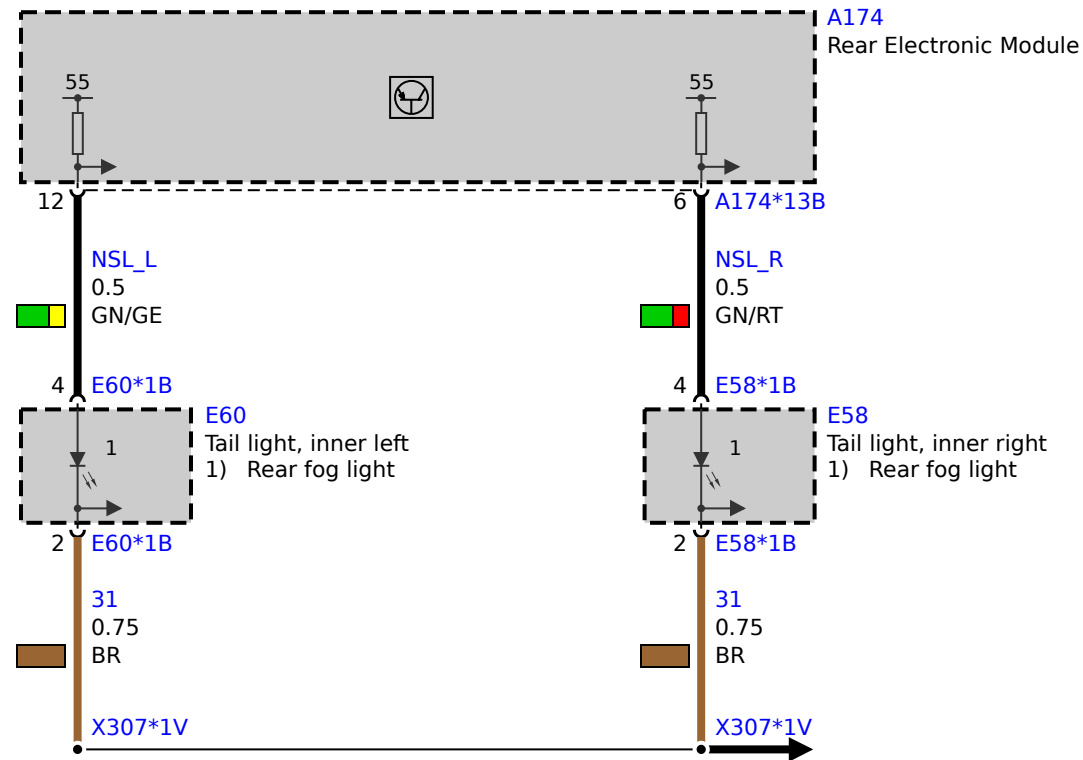 A174
Rear Electronic Module
55
55
12
6 A174*13B
NSL_L
0.5
GN/GE
NSL_R
0.5
GN/RT
4 E60*1B
4 E58*1B
E60
Tail light, inner left
1) Rear fog light
1
E58
Tail light, inner right
1) Rear fog light
1
2 E60*1B
2 E58*1B
31
0.75
BR
31
0.75
BR
X307*1V
X307*1V